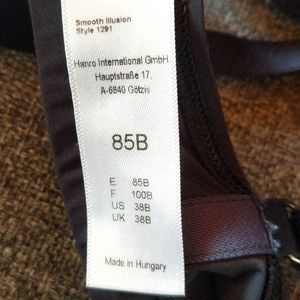 Smooth Illusion
Style 1291
Hanro International GmbH
Hauptstraße 17,
A-6840 Götzis
85B
E 85B
F 100B
US 38B
UK 38B
Made in Hungary